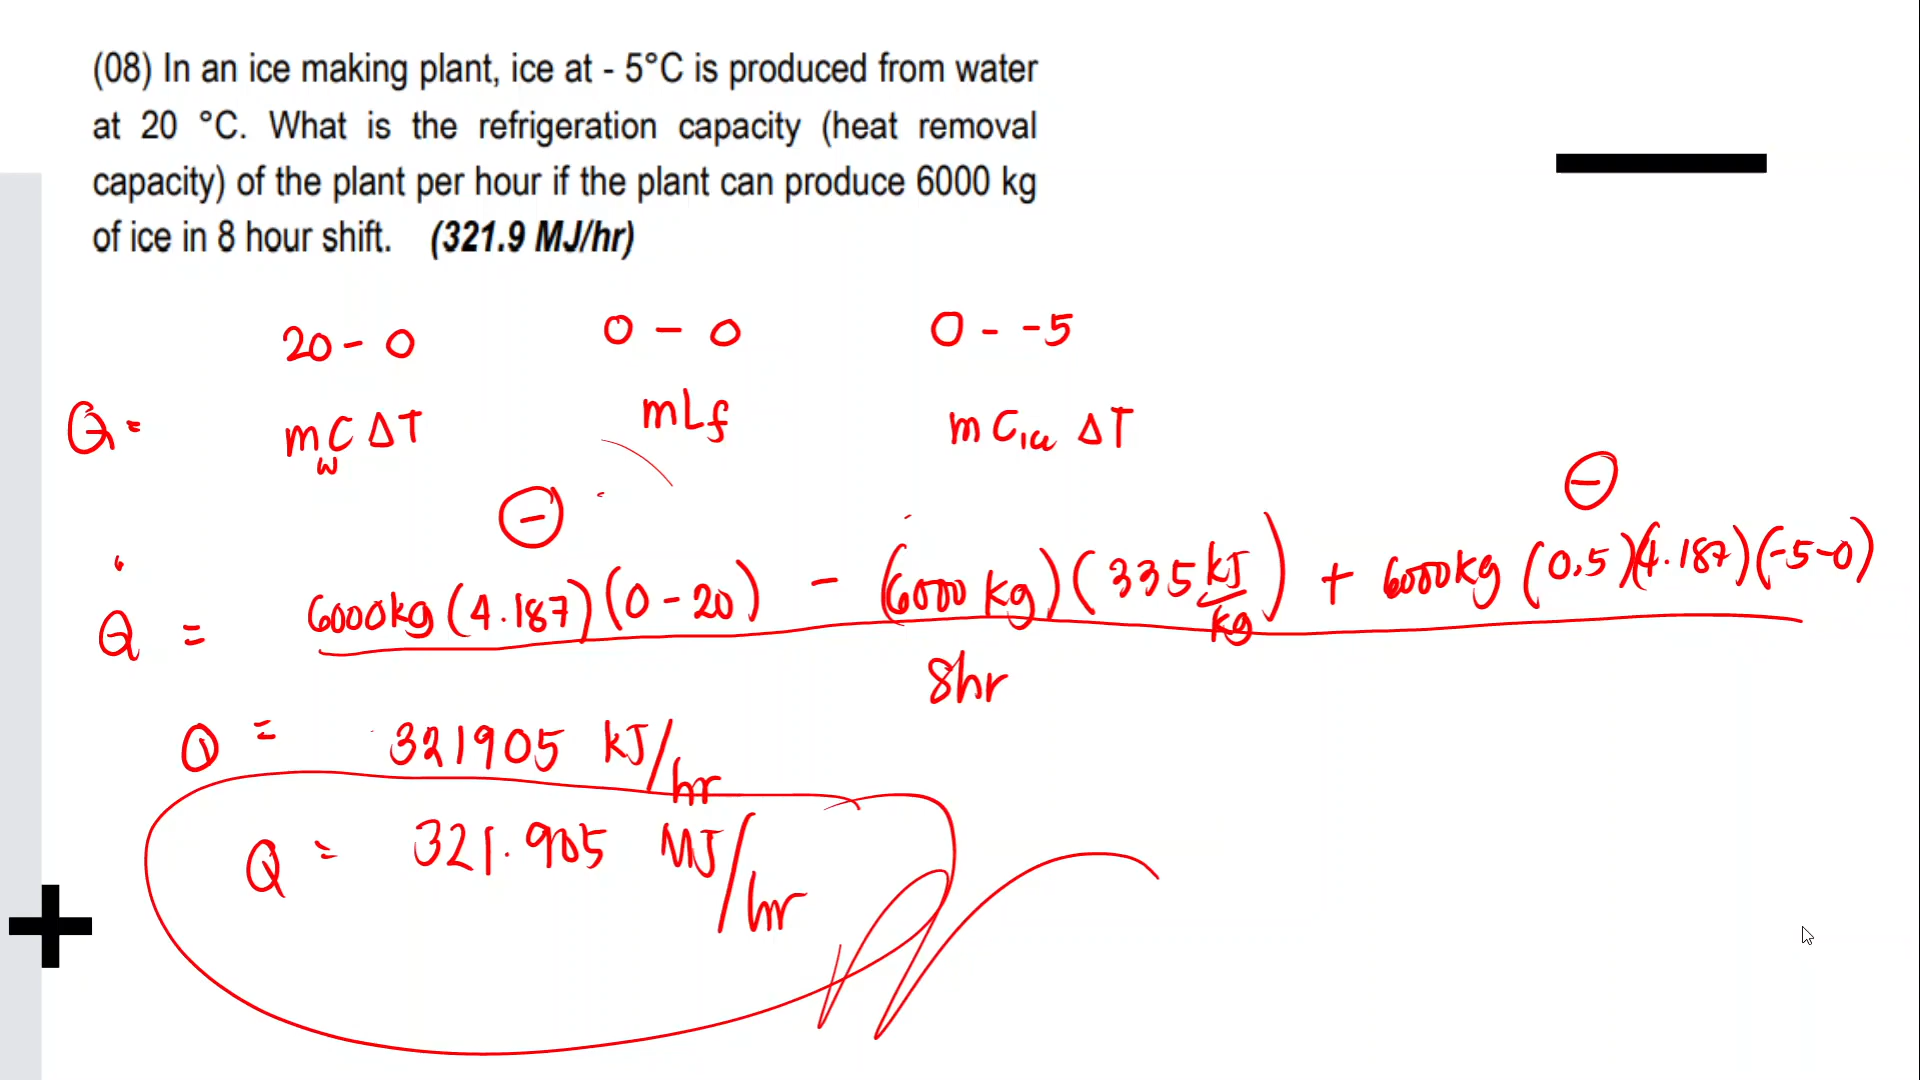 (08) In an ice making plant, ice at - 5°C is produced from water
at 20 °C. What is the refrigeration capacity (heat removal
capacity) of the plant per hour if the plant can produce 6000 kg
of ice in 8 hour shift. (321.9 MJ/hr)
20 - 0 0 - 0 0 - -5
Q = mCwΔT mLf mCice ΔT
⊖ ⊖
Q̇ = 6000kg (4.187)(0-20) - (6000 kg)(335 kJ/kg) + 6000kg (0.5)(4.187)(-5-0)
8hr
Q = 321905 kJ/hr
Q = 321.905 MJ/hr